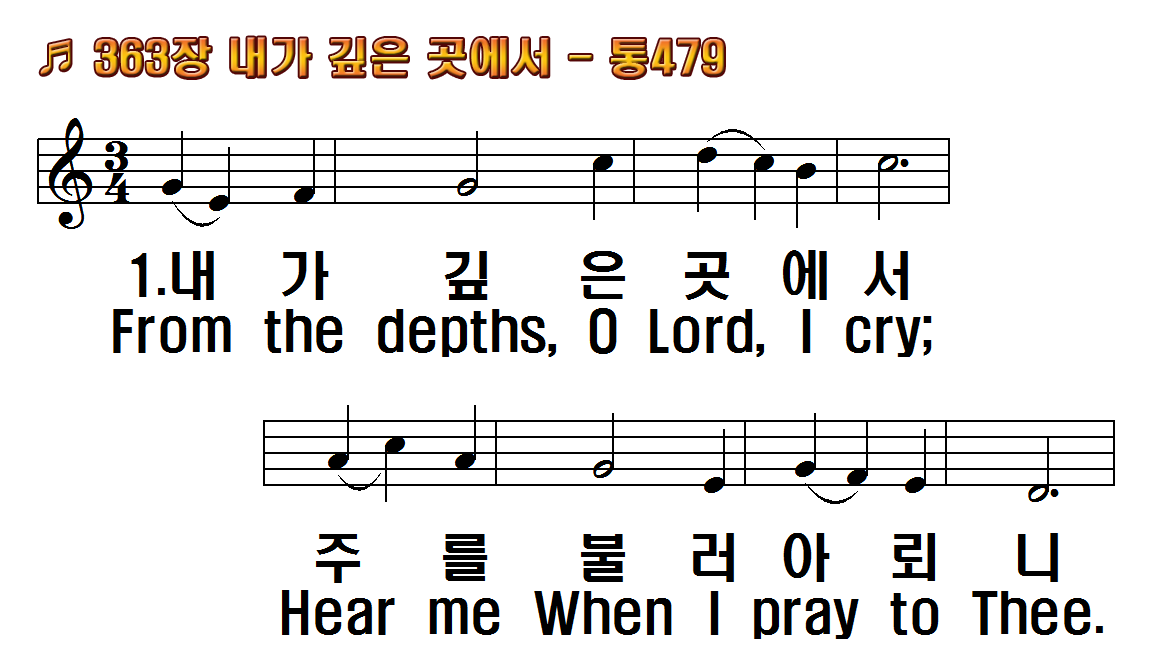 ♬ 363장 내가 깊은 곳에서 - 통479
3
4
1.내 가 깊 은 곳 에 서
From the depths, O Lord, I cry;
주 를 불 러 아 뢰 니
Hear me When I pray to Thee.